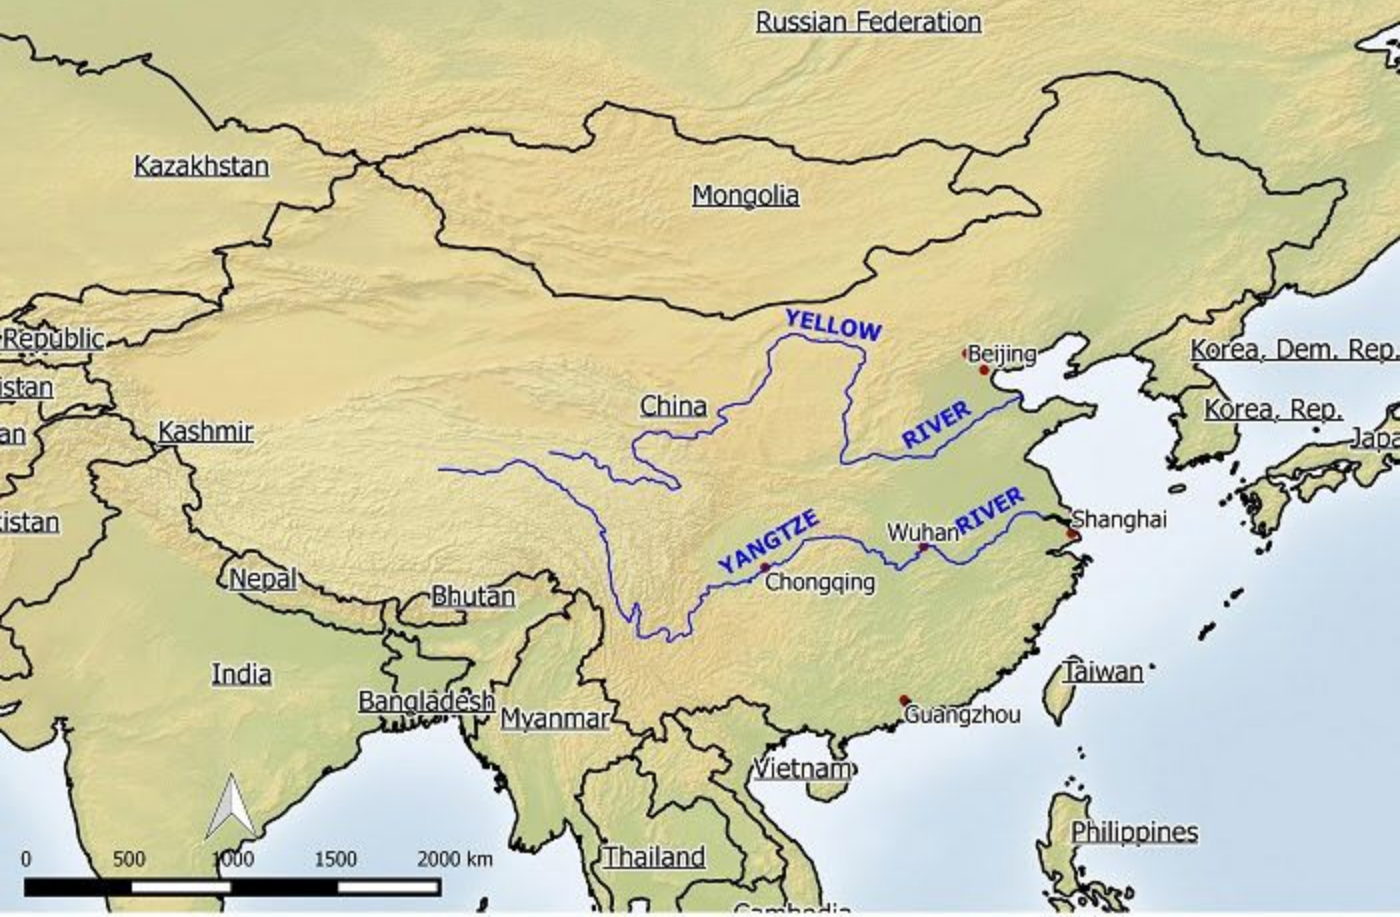 Russian Federation
Kazakhstan
Mongolia
YELLOW
Republic
Beijing
Korea, Dem. Rep.
istan
China
RIVER
Korea, Rep.
an
Kashmir
Japa
kistan
YANGTZE
Wuhan
RIVER
Shanghai
Nepal
Bhutan
Chongqing
India
Taiwan
Bangladesh
Myanmar
Guangzhou
Vietnam
Philippines
0 500 1000 1500 2000 km
Thailand
Cambodia